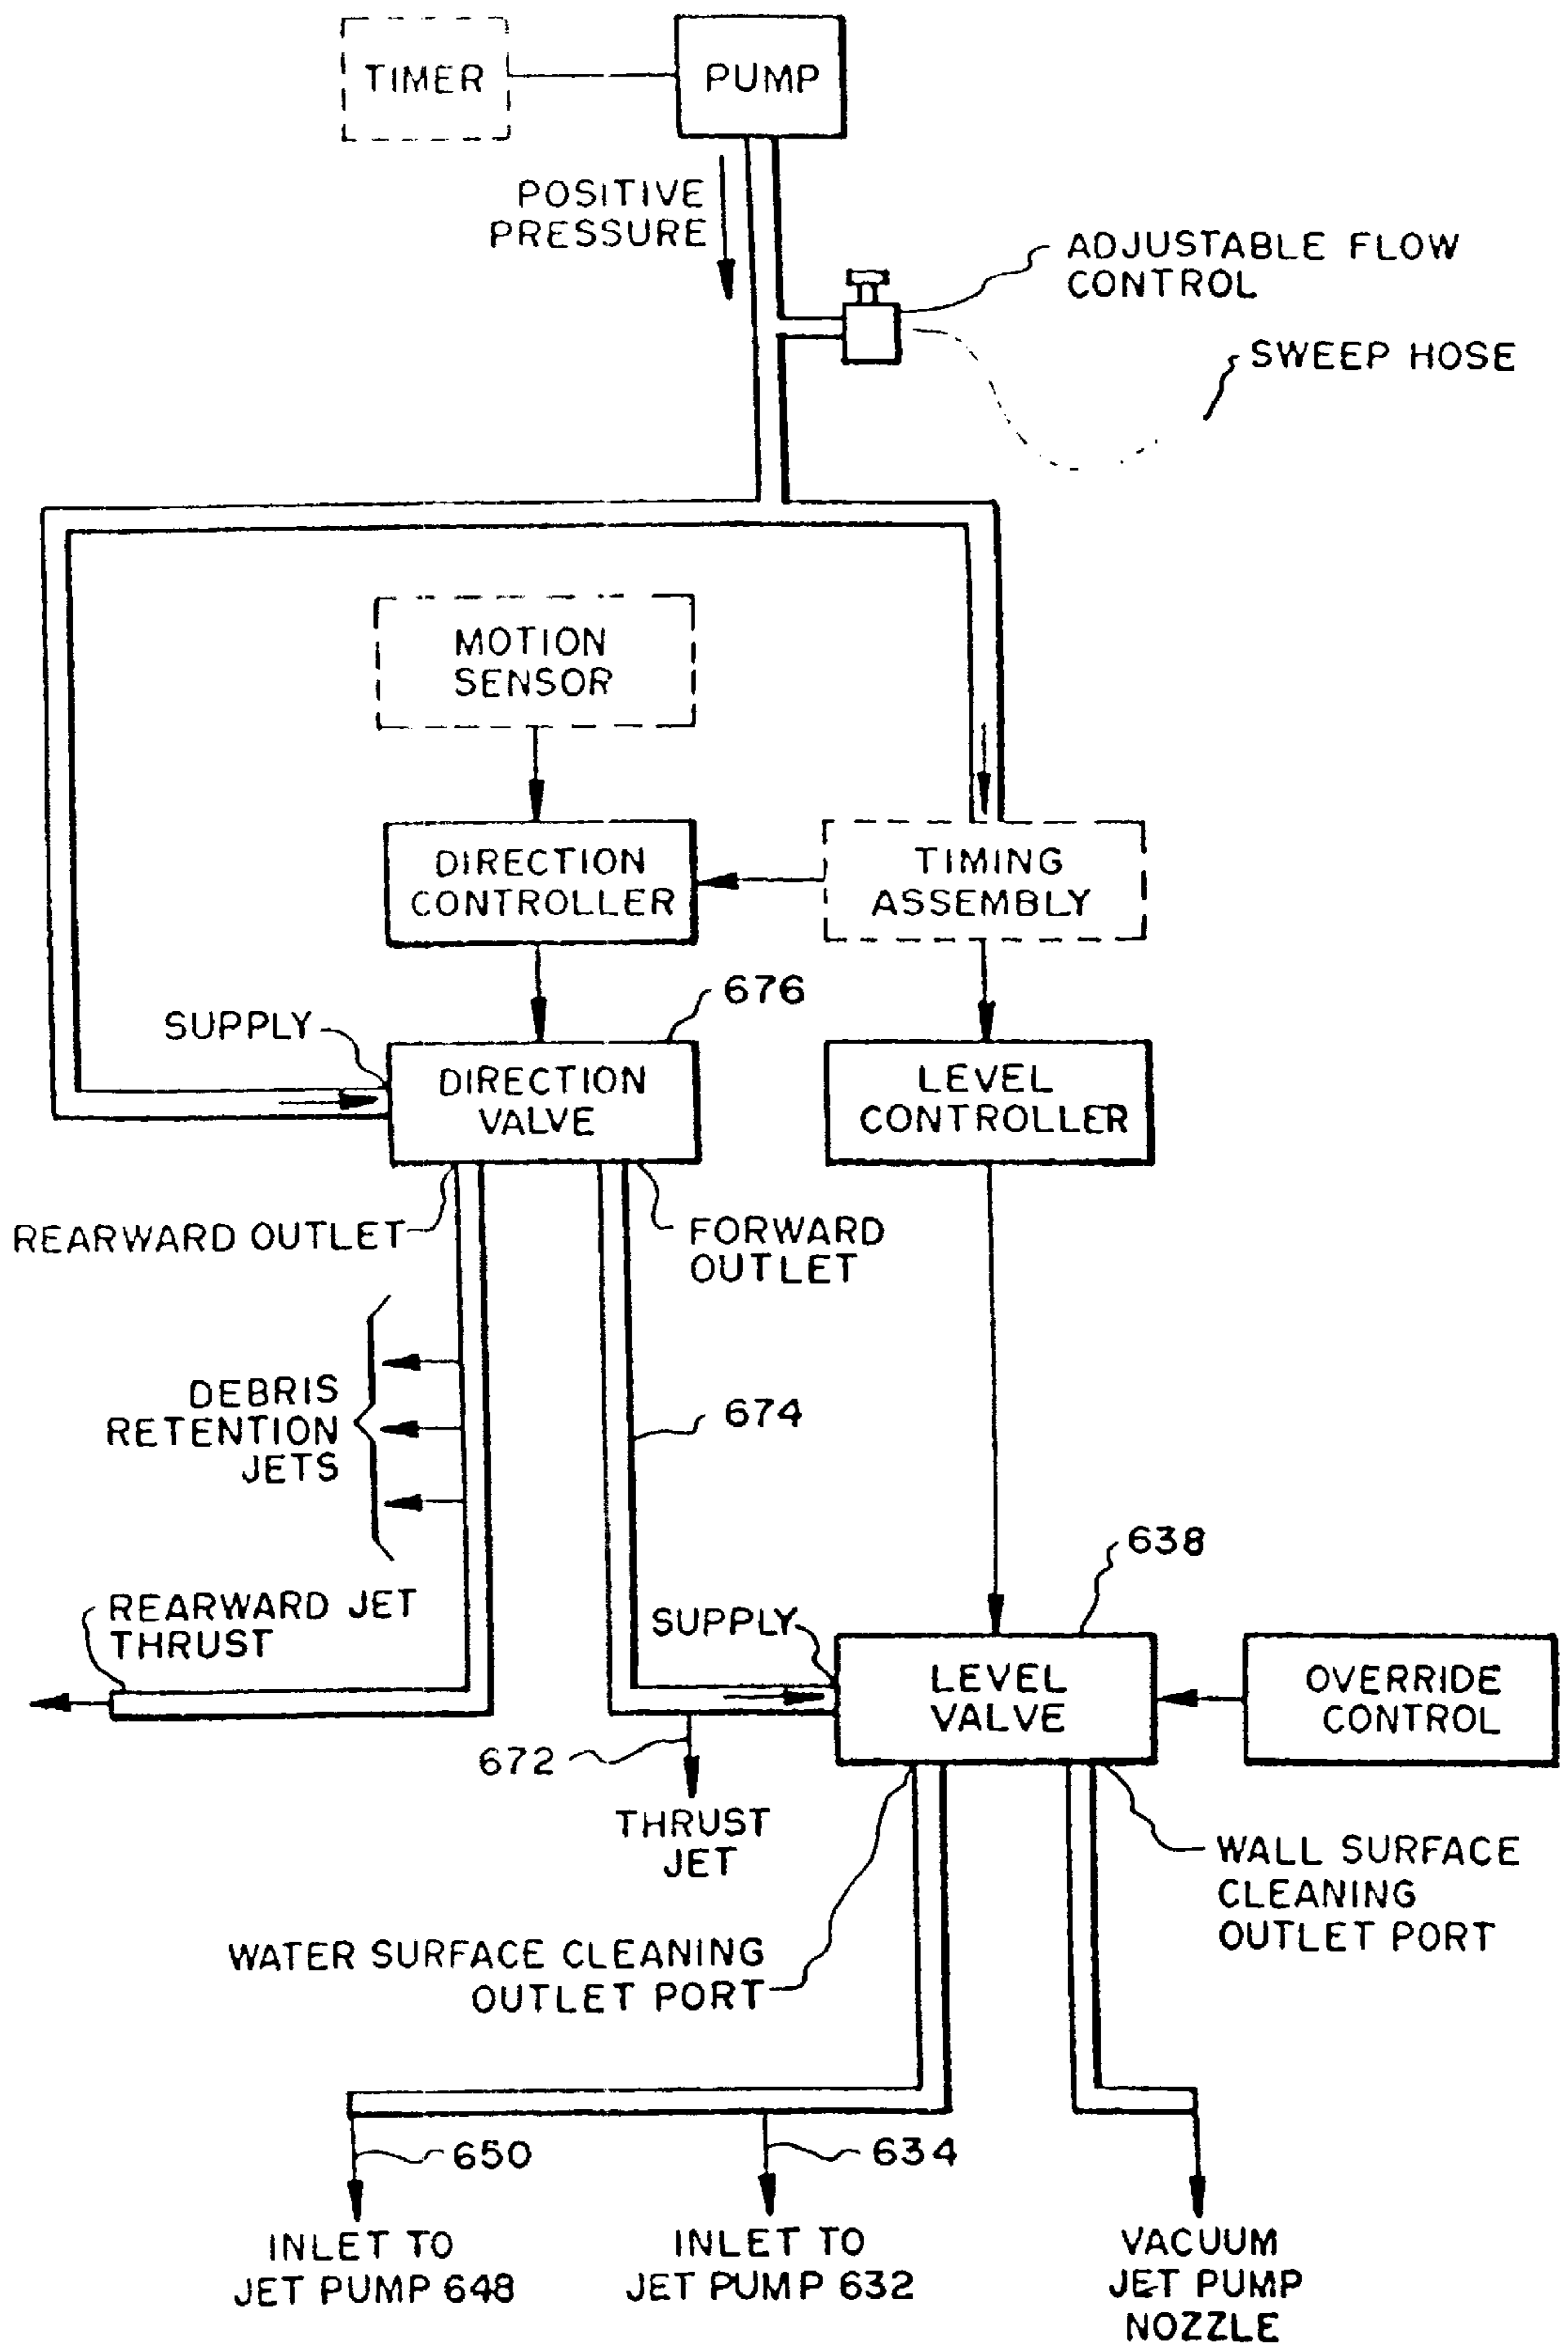 TIMER
PUMP
POSITIVE
PRESSURE
ADJUSTABLE FLOW
CONTROL
SWEEP HOSE
MOTION
SENSOR
DIRECTION
CONTROLLER
TIMING
ASSEMBLY
676
SUPPLY
DIRECTION
VALVE
LEVEL
CONTROLLER
REARWARD OUTLET
FORWARD
OUTLET
DEBRIS
RETENTION
JETS
674
638
REARWARD JET
THRUST
SUPPLY
LEVEL
VALVE
OVERRIDE
CONTROL
672
THRUST
JET
WALL SURFACE
CLEANING
OUTLET PORT
WATER SURFACE CLEANING
OUTLET PORT
650
634
INLET TO
JET PUMP 648
INLET TO
JET PUMP 632
VACUUM
JET PUMP
NOZZLE